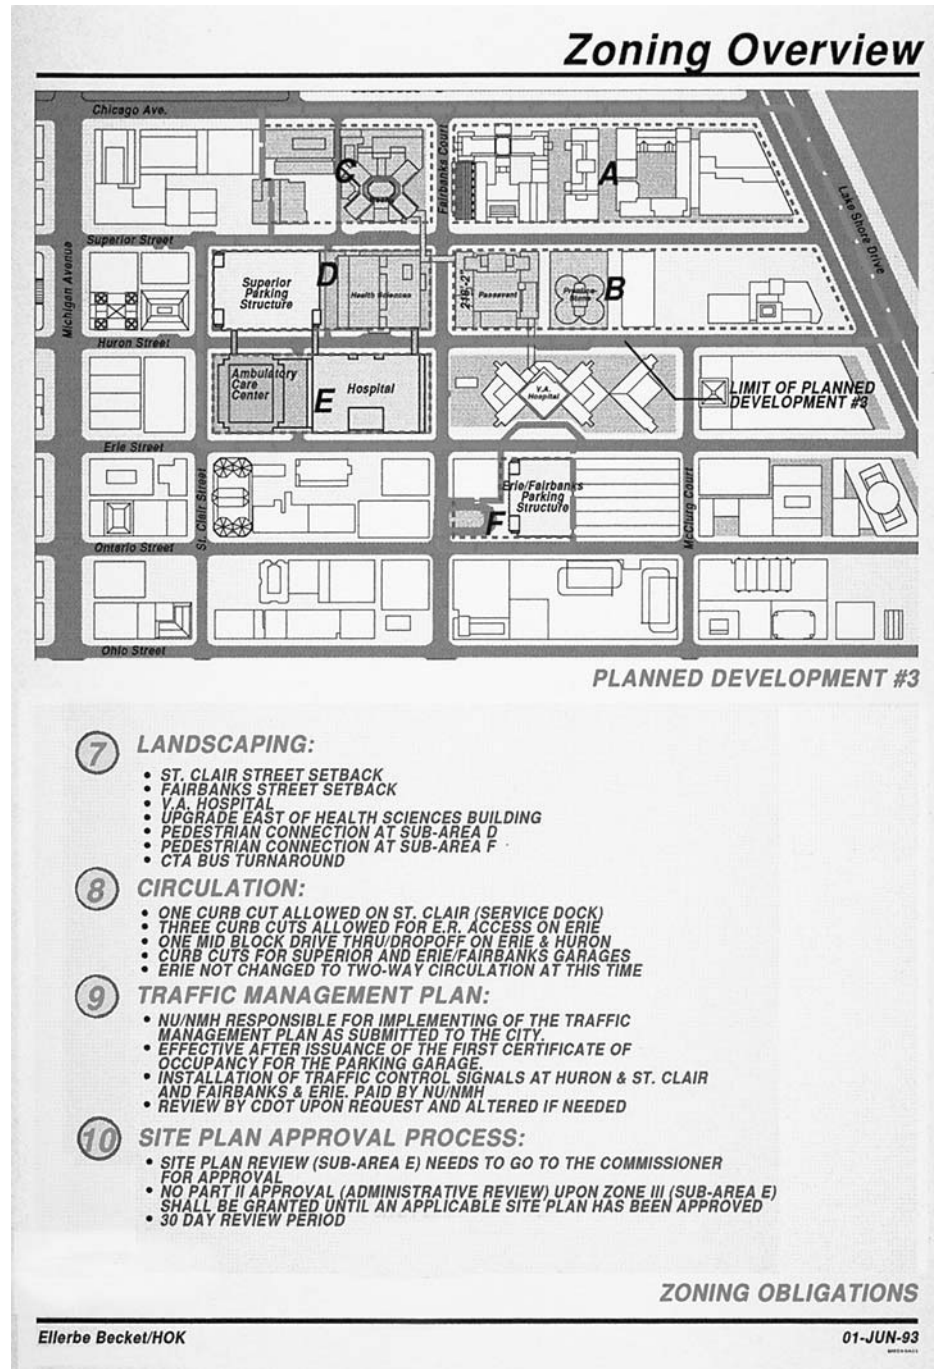 Zoning Overview
Chicago Ave.
Fairbanks Court
C
A
Lake Shore Drive
Superior Street
Michigan Avenue
Superior
Parking
Structure
D
Health Sciences
218'-2"
Passavant
Prentice-
Stone
B
Huron Street
Ambulatory
Care
Center
E
Hospital
V.A.
Hospital
LIMIT OF PLANNED
DEVELOPMENT #3
Erie Street
St. Clair Street
Erie/Fairbanks
Parking
Structure
F
McClurg Court
Ontario Street
Ohio Street
PLANNED DEVELOPMENT #3
7 LANDSCAPING:
• ST. CLAIR STREET SETBACK
• FAIRBANKS STREET SETBACK
• V.A. HOSPITAL
• UPGRADE EAST OF HEALTH SCIENCES BUILDING
• PEDESTRIAN CONNECTION AT SUB-AREA D
• PEDESTRIAN CONNECTION AT SUB-AREA F
• CTA BUS TURNAROUND
8 CIRCULATION:
• ONE CURB CUT ALLOWED ON ST. CLAIR (SERVICE DOCK)
• THREE CURB CUTS ALLOWED FOR E.R. ACCESS ON ERIE
• ONE MID BLOCK DRIVE THRU/DROPOFF ON ERIE & HURON
• CURB CUTS FOR SUPERIOR AND ERIE/FAIRBANKS GARAGES
• ERIE NOT CHANGED TO TWO-WAY CIRCULATION AT THIS TIME
9 TRAFFIC MANAGEMENT PLAN:
• NU/NMH RESPONSIBLE FOR IMPLEMENTING OF THE TRAFFIC
MANAGEMENT PLAN AS SUBMITTED TO THE CITY.
• EFFECTIVE AFTER ISSUANCE OF THE FIRST CERTIFICATE OF
OCCUPANCY FOR THE PARKING GARAGE.
• INSTALLATION OF TRAFFIC CONTROL SIGNALS AT HURON & ST. CLAIR
AND FAIRBANKS & ERIE. PAID BY NU/NMH
• REVIEW BY CDOT UPON REQUEST AND ALTERED IF NEEDED
10 SITE PLAN APPROVAL PROCESS:
• SITE PLAN REVIEW (SUB-AREA E) NEEDS TO GO TO THE COMMISSIONER
FOR APPROVAL
• NO PART II APPROVAL (ADMINISTRATIVE REVIEW) UPON ZONE III (SUB-AREA E)
SHALL BE GRANTED UNTIL AN APPLICABLE SITE PLAN HAS BEEN APPROVED
• 30 DAY REVIEW PERIOD
ZONING OBLIGATIONS
Ellerbe Becket/HOK
01-JUN-93